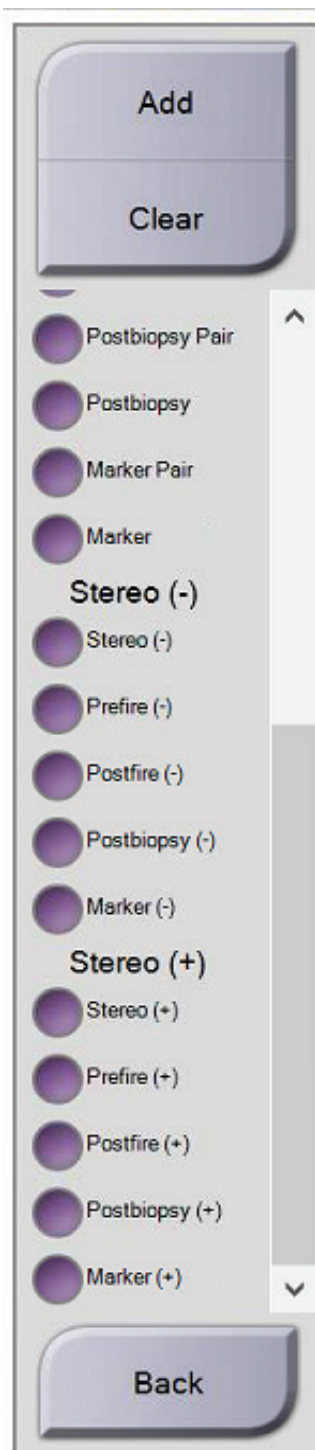 Add
Clear
Postbiopsy Pair
Postbiopsy
Marker Pair
Marker
Stereo (-)
Stereo (-)
Prefire (-)
Postfire (-)
Postbiopsy (-)
Marker (-)
Stereo (+)
Stereo (+)
Prefire (+)
Postfire (+)
Postbiopsy (+)
Marker (+)
Back